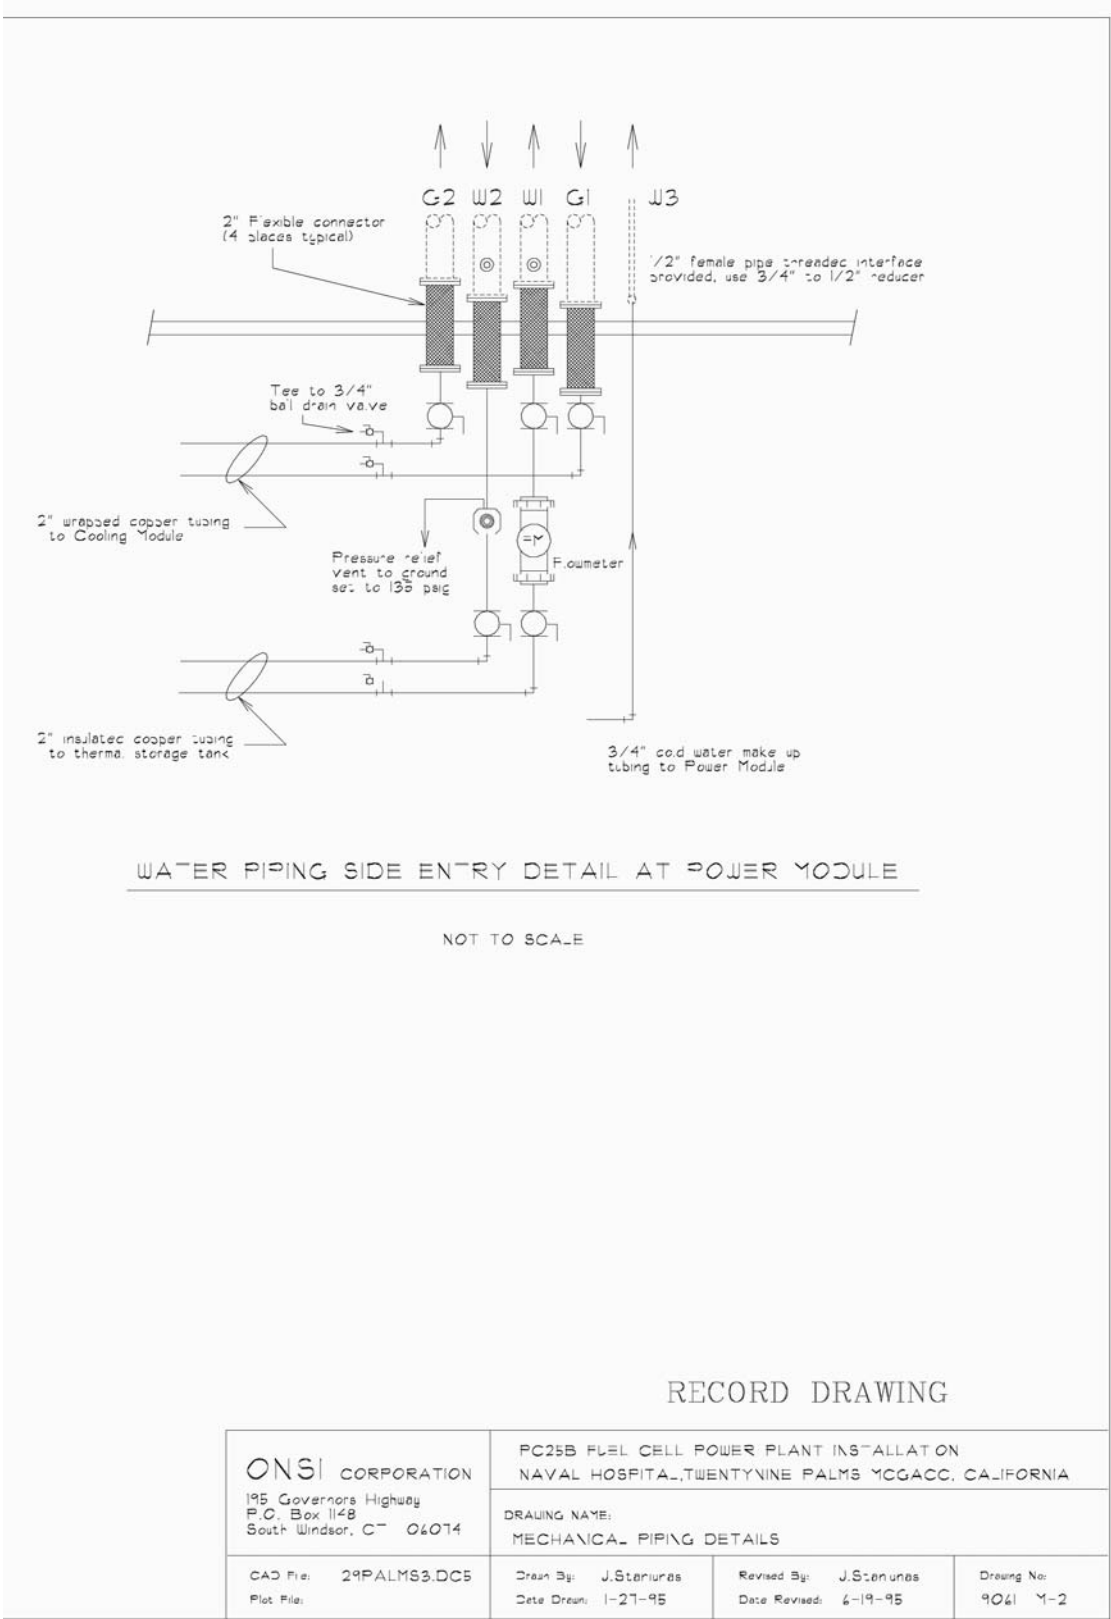 G2 W2 W1 G1 W3
2" Flexible connector
(4 places typical)
1/2" female pipe threaded interface
provided, use 3/4" to 1/2" reducer
Tee to 3/4"
ball drain valve
2" wrapped copper tubing
to Cooling Module
Pressure relief
vent to ground
set to 135 psig
FM
Flowmeter
2" insulated copper tubing
to thermal storage tank
3/4" cold water make up
tubing to Power Module
WATER PIPING SIDE ENTRY DETAIL AT POWER MODULE
NOT TO SCALE
RECORD DRAWING
ONSI CORPORATION
195 Governors Highway
P.O. Box 1148
South Windsor, CT 06074
PC25B FUEL CELL POWER PLANT INSTALLATION
NAVAL HOSPITAL, TWENTYNINE PALMS MCGACC, CALIFORNIA
DRAWING NAME:
MECHANICAL PIPING DETAILS
CAD File: 29PALMS3.DC5
Plot File:
Drawn By: J.Staniunas
Date Drawn: 1-27-95
Revised By: J.Staniunas
Date Revised: 6-19-95
Drawing No:
9061 M-2